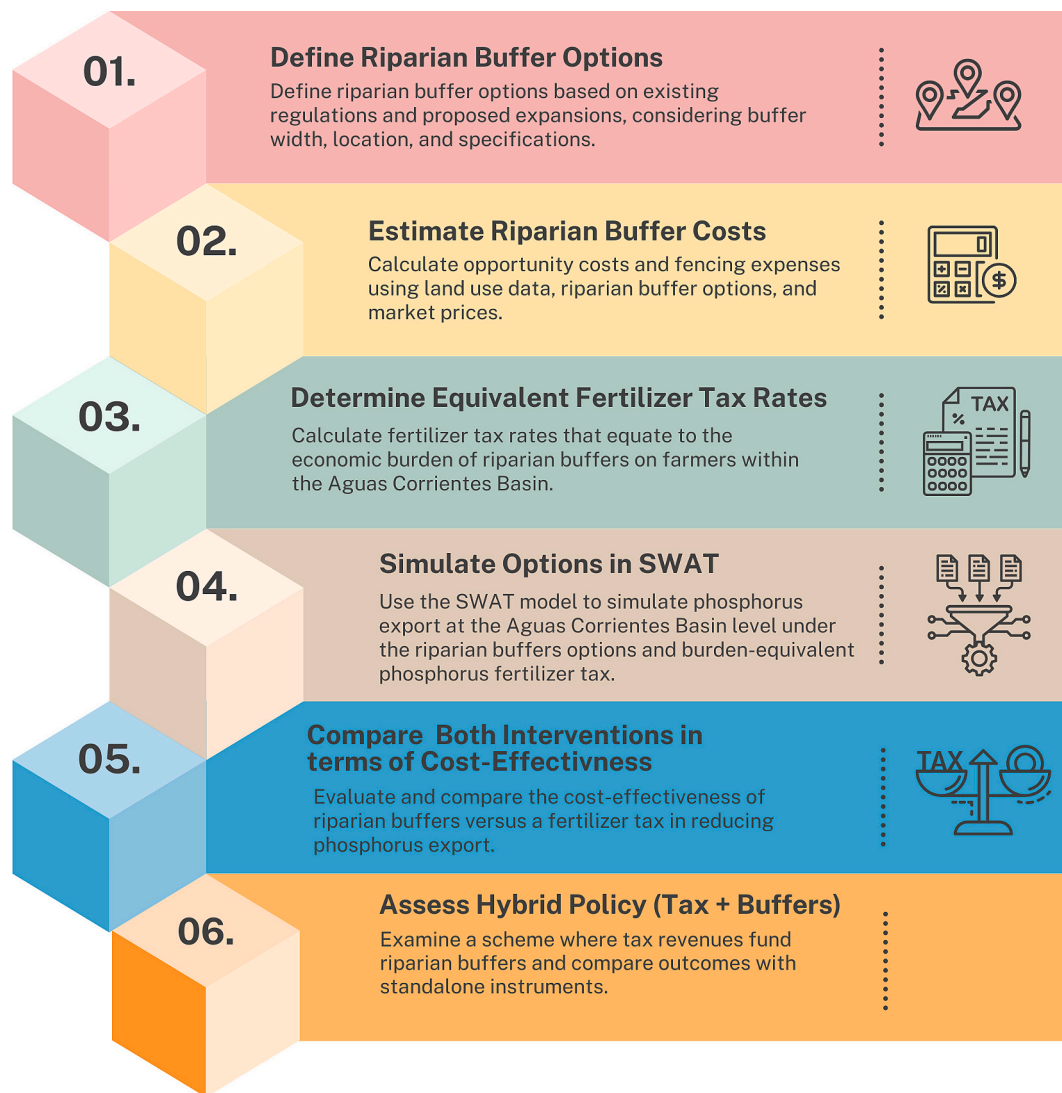 01.
Define Riparian Buffer Options
Define riparian buffer options based on existing
regulations and proposed expansions, considering buffer
width, location, and specifications.
02.
Estimate Riparian Buffer Costs
Calculate opportunity costs and fencing expenses
using land use data, riparian buffer options, and
market prices.
$
03.
Determine Equivalent Fertilizer Tax Rates
Calculate fertilizer tax rates that equate to the
economic burden of riparian buffers on farmers within
the Aguas Corrientes Basin.
TAX
%
04.
Simulate Options in SWAT
Use the SWAT model to simulate phosphorus
export at the Aguas Corrientes Basin level under
the riparian buffers options and burden-equivalent
phosphorus fertilizer tax.
05.
Compare  Both Interventions in
terms of Cost-Effectivness
Evaluate and compare the cost-effectiveness of
riparian buffers versus a fertilizer tax in reducing
phosphorus export.
TAX
06.
Assess Hybrid Policy (Tax + Buffers)
Examine a scheme where tax revenues fund
riparian buffers and compare outcomes with
standalone instruments.